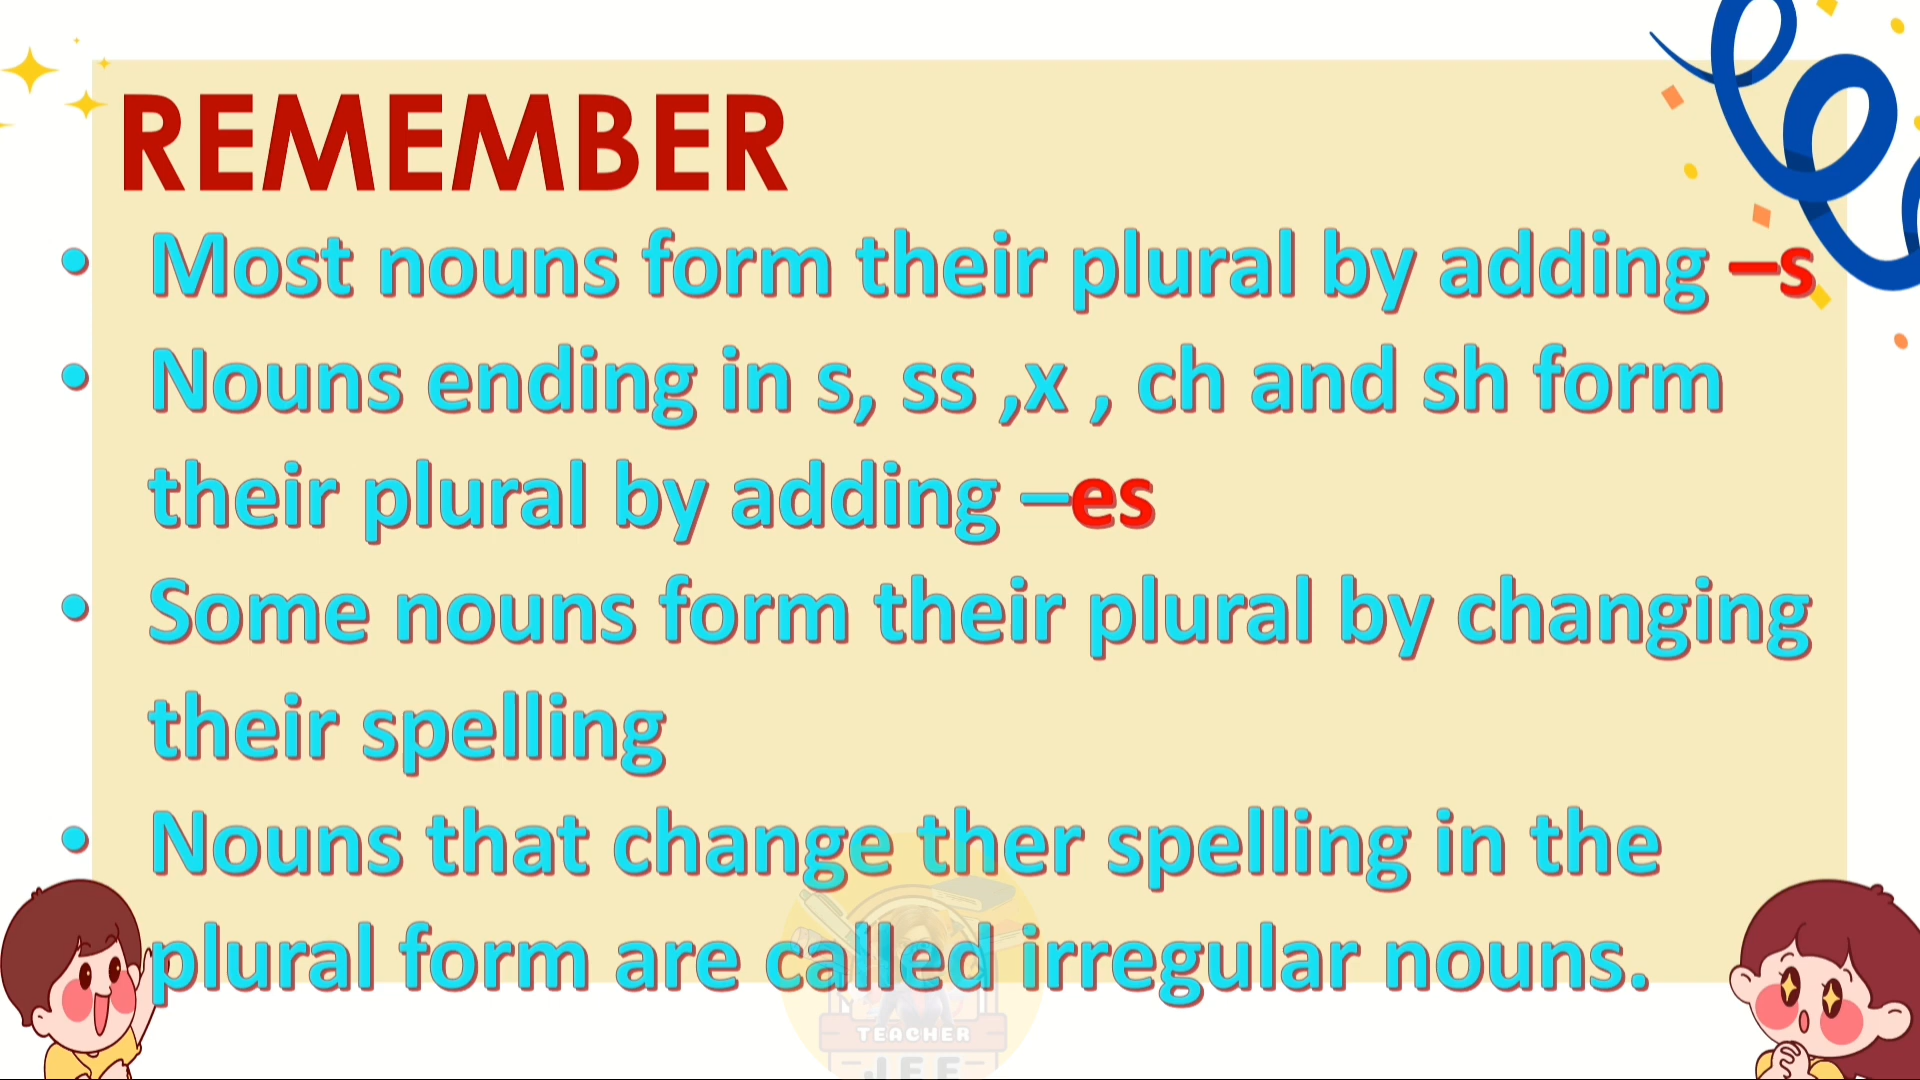 REMEMBER
• Most nouns form their plural by adding –s
• Nouns ending in s, ss ,x , ch and sh form
their plural by adding –es
• Some nouns form their plural by changing
their spelling
• Nouns that change ther spelling in the
plural form are called irregular nouns.
TEACHER
JEE